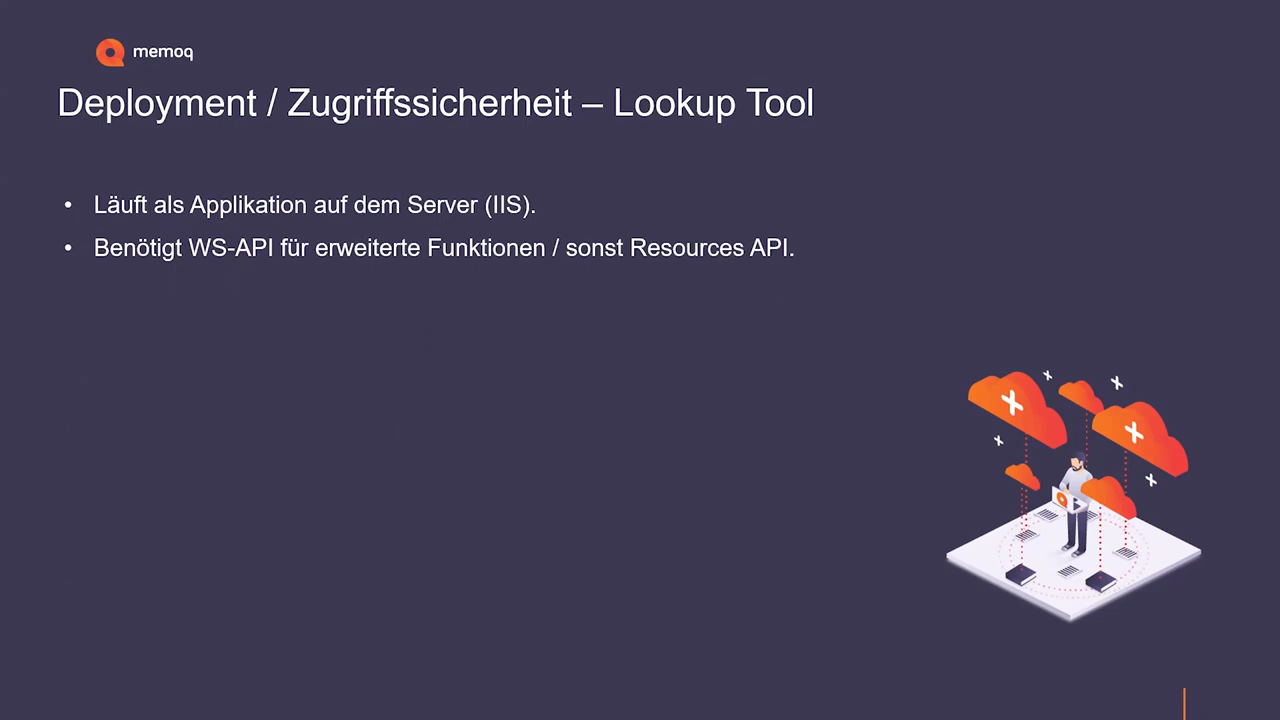 memoq
Deployment / Zugriffssicherheit – Lookup Tool
• Läuft als Applikation auf dem Server (IIS).
• Benötigt WS-API für erweiterte Funktionen / sonst Resources API.